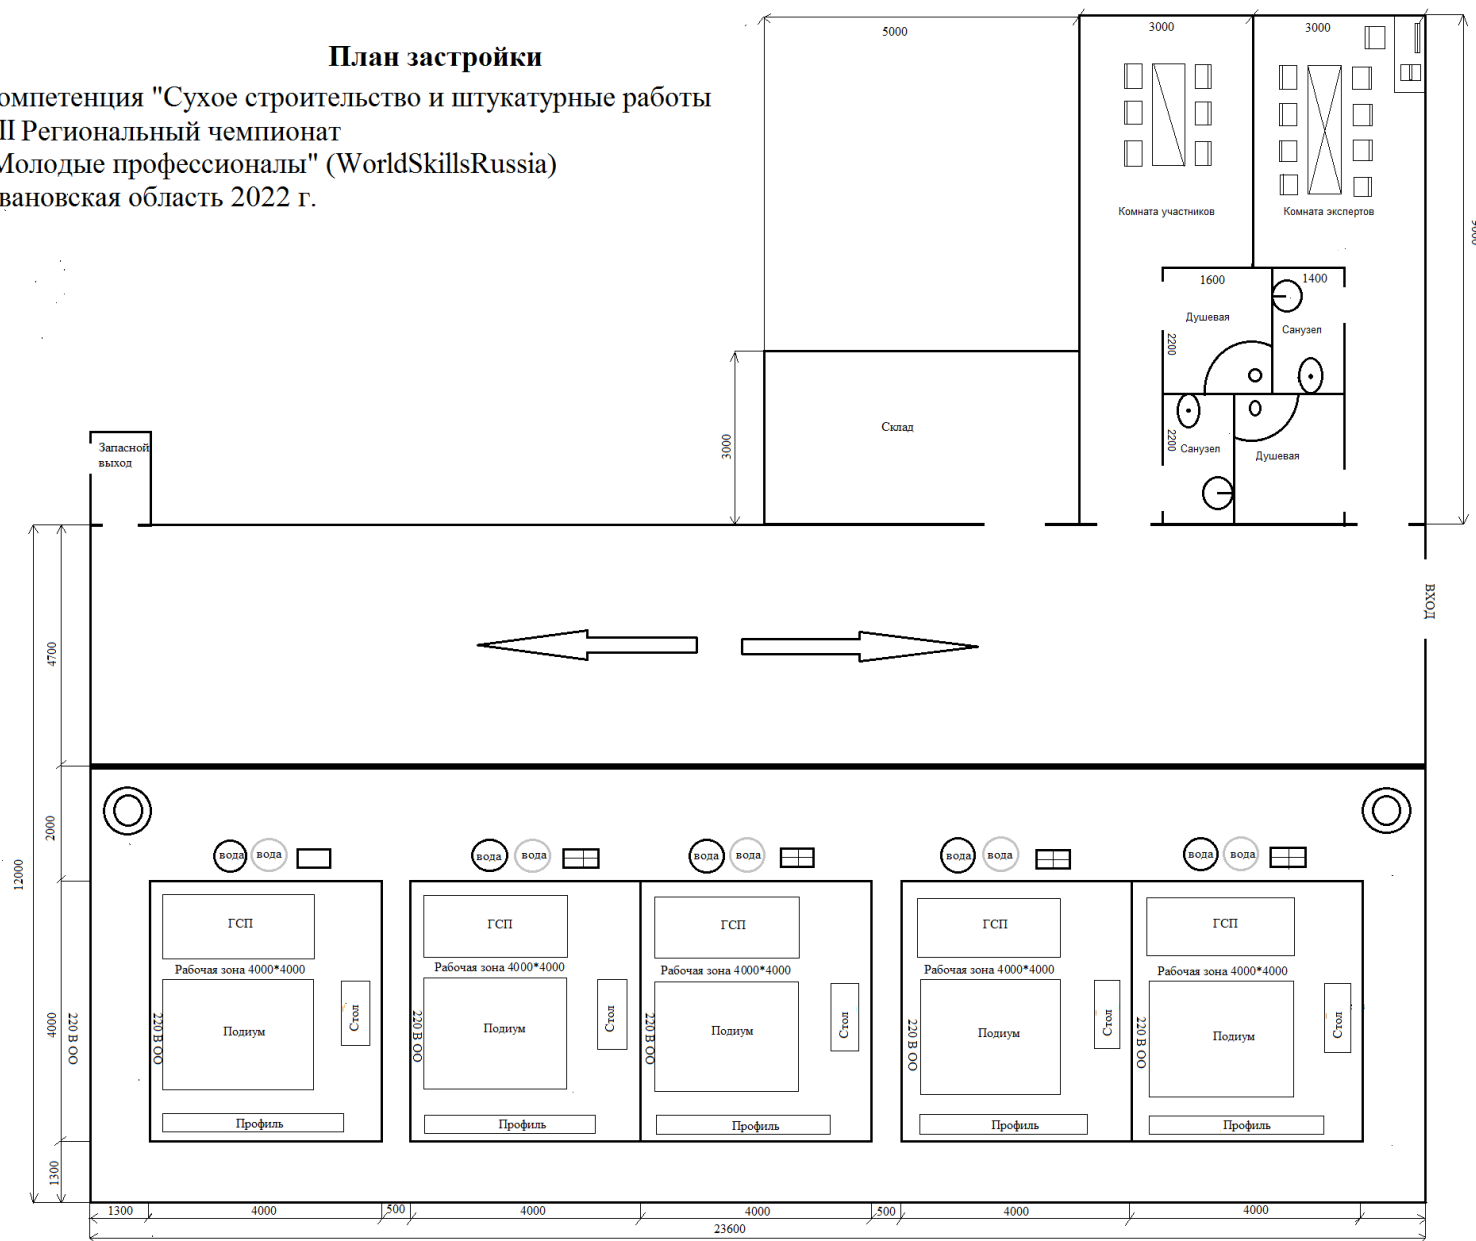 План застройки
омпетенция "Сухое строительство и штукатурные работы
II Региональный чемпионат
Молодые профессионалы" (WorldSkillsRussia)
вановская область 2022 г.
5000
3000
3000
Комната участников
Комната экспертов
1600
1400
Душевая
Санузел
2200
2200
Санузел
Душевая
Склад
3000
Запасной
выход
ВХОД
4700
2000
12000
4000
1300
вода
вода
вода
вода
вода
вода
вода
вода
вода
вода
ГСП
ГСП
ГСП
ГСП
ГСП
Рабочая зона 4000*4000
Рабочая зона 4000*4000
Рабочая зона 4000*4000
Рабочая зона 4000*4000
Рабочая зона 4000*4000
220 В ОО
220 В ОО
Подиум
Стол
220 В ОО
Подиум
Стол
220 В ОО
Подиум
Стол
220 В ОО
Подиум
Стол
220 В ОО
Подиум
Стол
Профиль
Профиль
Профиль
Профиль
Профиль
1300
4000
500
4000
4000
500
4000
4000
23600